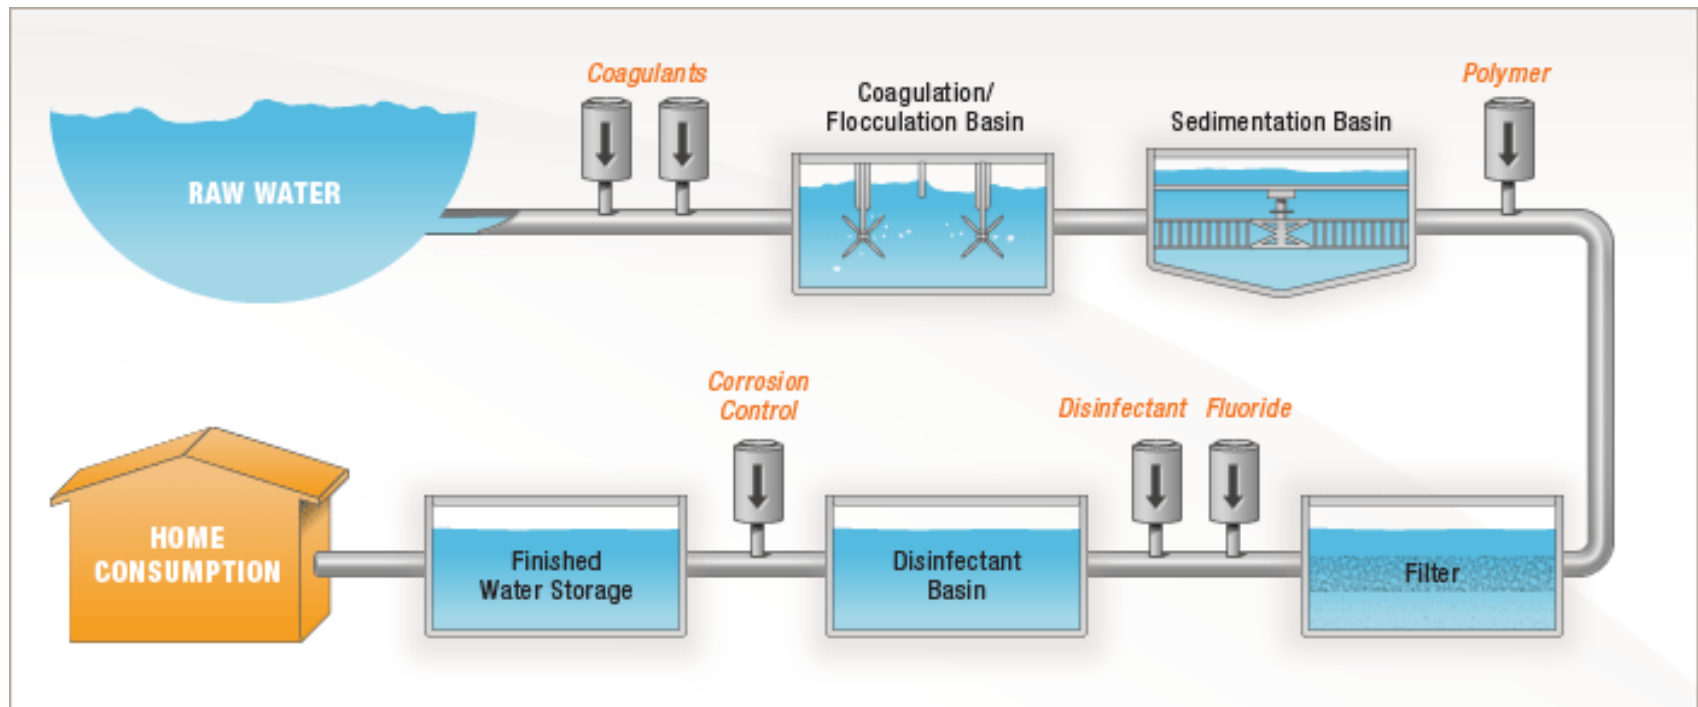 Coagulants
Coagulation/
Flocculation Basin
Sedimentation Basin
Polymer
RAW WATER
Corrosion
Control
Disinfectant
Fluoride
HOME
CONSUMPTION
Finished
Water Storage
Disinfectant
Basin
Filter